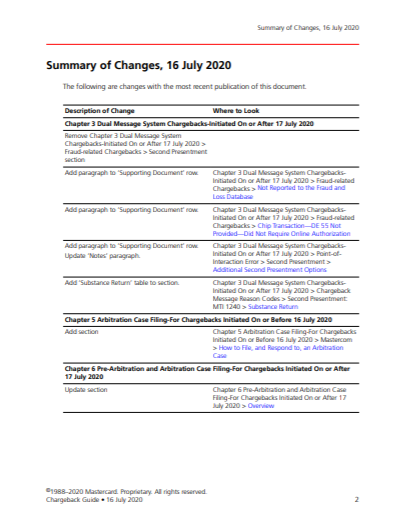 Summary of Changes, 16 July 2020
Summary of Changes, 16 July 2020
The following are changes with the most recent publication of this document.
Description of Change Where to Look
Chapter 3 Dual Message System Chargebacks-Initiated On or After 17 July 2020
Remove Chapter 3 Dual Message System
Chargebacks-Initiated On or After 17 July 2020 >
Fraud-related Chargebacks > Second Presentment
section
Add paragraph to 'Supporting Document' row.
Chapter 3 Dual Message System Chargebacks-
Initiated On or After 17 July 2020 > Fraud-related
Chargebacks > Not Reported to the Fraud and
Loss Database
Add paragraph to 'Supporting Document' row.
Chapter 3 Dual Message System Chargebacks-
Initiated On or After 17 July 2020 > Fraud-related
Chargebacks > Chip Transaction—DE 55 Not
Provided—Did Not Require Online Authorization
Add paragraph to 'Supporting Document' row.
Update 'Notes' paragraph.
Chapter 3 Dual Message System Chargebacks-
Initiated On or After 17 July 2020 > Point-of-
Interaction Error > Second Presentment >
Additional Second Presentment Options
Add 'Substance Return' table to section.
Chapter 3 Dual Message System Chargebacks-
Initiated On or After 17 July 2020 > Chargeback
Message Reason Codes > Second Presentment:
MTI 1240 > Substance Return
Chapter 5 Arbitration Case Filing-For Chargebacks Initiated On or Before 16 July 2020
Add section
Chapter 5 Arbitration Case Filing-For Chargebacks
Initiated On or Before 16 July 2020 > Mastercom
> How to File, and Respond to, an Arbitration
Case
Chapter 6 Pre-Arbitration and Arbitration Case Filing-For Chargebacks Initiated On or After
17 July 2020
Update section
Chapter 6 Pre-Arbitration and Arbitration Case
Filing-For Chargebacks Initiated On or After 17
July 2020 > Overview
©1988–2020 Mastercard. Proprietary. All rights reserved.
Chargeback Guide • 16 July 2020 2